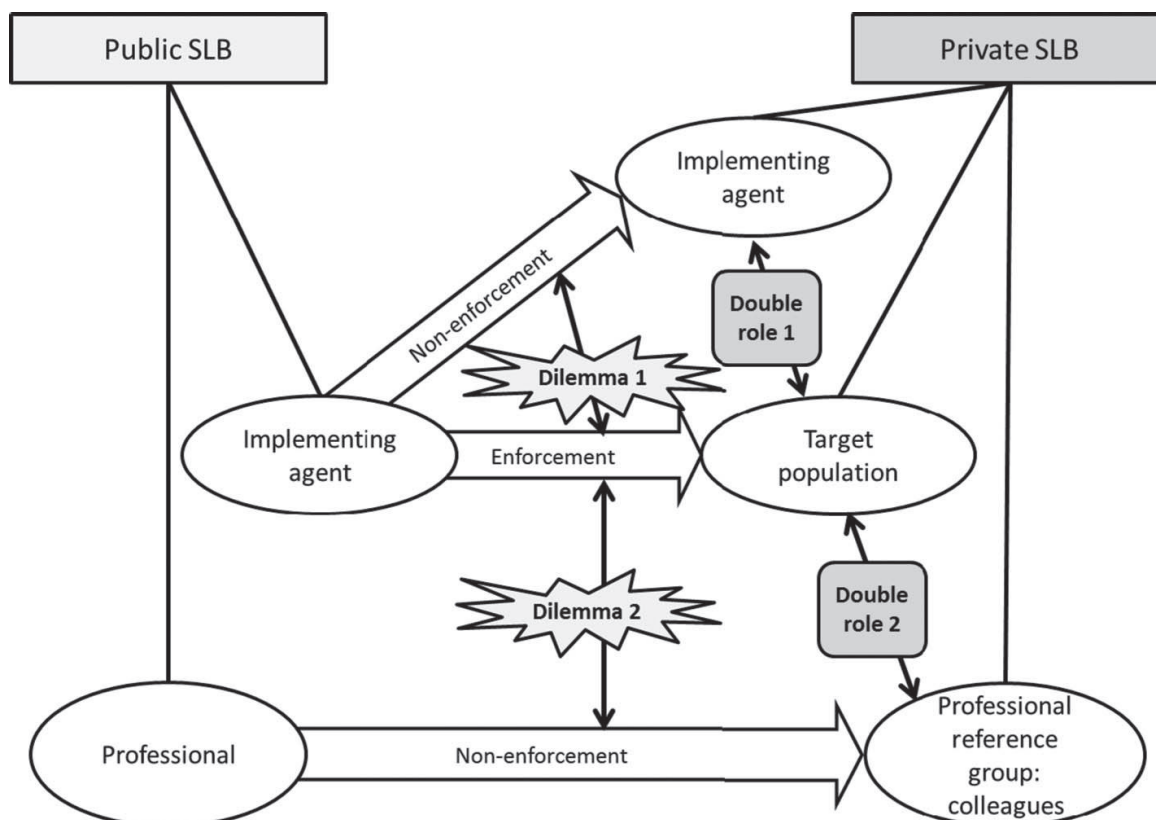 Public SLB
Private SLB
Implementing
agent
Non-enforcement
Double
role 1
Dilemma 1
Implementing
agent
Enforcement
Target
population
Dilemma 2
Double
role 2
Professional
Non-enforcement
Professional
reference
group:
colleagues